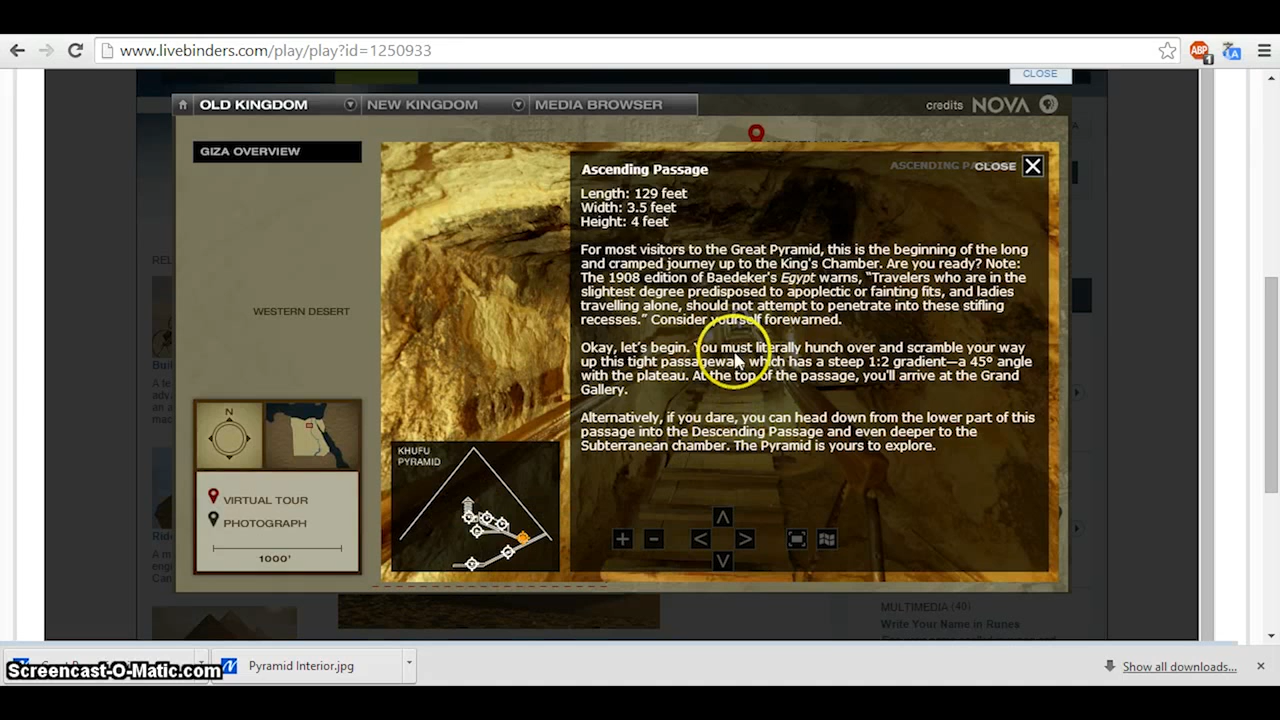 www.livebinders.com/play/play?id=1250933
ABP
1
CLOSE
OLD KINGDOM
NEW KINGDOM
MEDIA BROWSER
credits NOVA
GIZA OVERVIEW
Ascending Passage
ASCENDING
CLOSE
Length: 129 feet
Width: 3.5 feet
Height: 4 feet
For most visitors to the Great Pyramid, this is the beginning of the long
and cramped journey up to the King's Chamber. Are you ready? Note:
The 1908 edition of Baedeker's Egypt warns, “Travelers who are in the
slightest degree predisposed to apoplectic or fainting fits, and ladies
travelling alone, should not attempt to penetrate into these stifling
recesses.” Consider yourself forewarned.
Okay, let's begin. You must literally hunch over and scramble your way
up this tight passageway, which has a steep 1:2 gradient—a 45° angle
with the plateau. At the top of the passage, you'll arrive at the Grand
Gallery.
Alternatively, if you dare, you can head down from the lower part of this
passage into the Descending Passage and even deeper to the
Subterranean chamber. The Pyramid is yours to explore.
REL
WESTERN DESERT
N
KHUFU
PYRAMID
VIRTUAL TOUR
PHOTOGRAPH
1000'
MULTIMEDIA (40)
Write Your Name in Runes
Pyramid Interior.jpg
Show all downloads...
Screencast-O-Matic.com